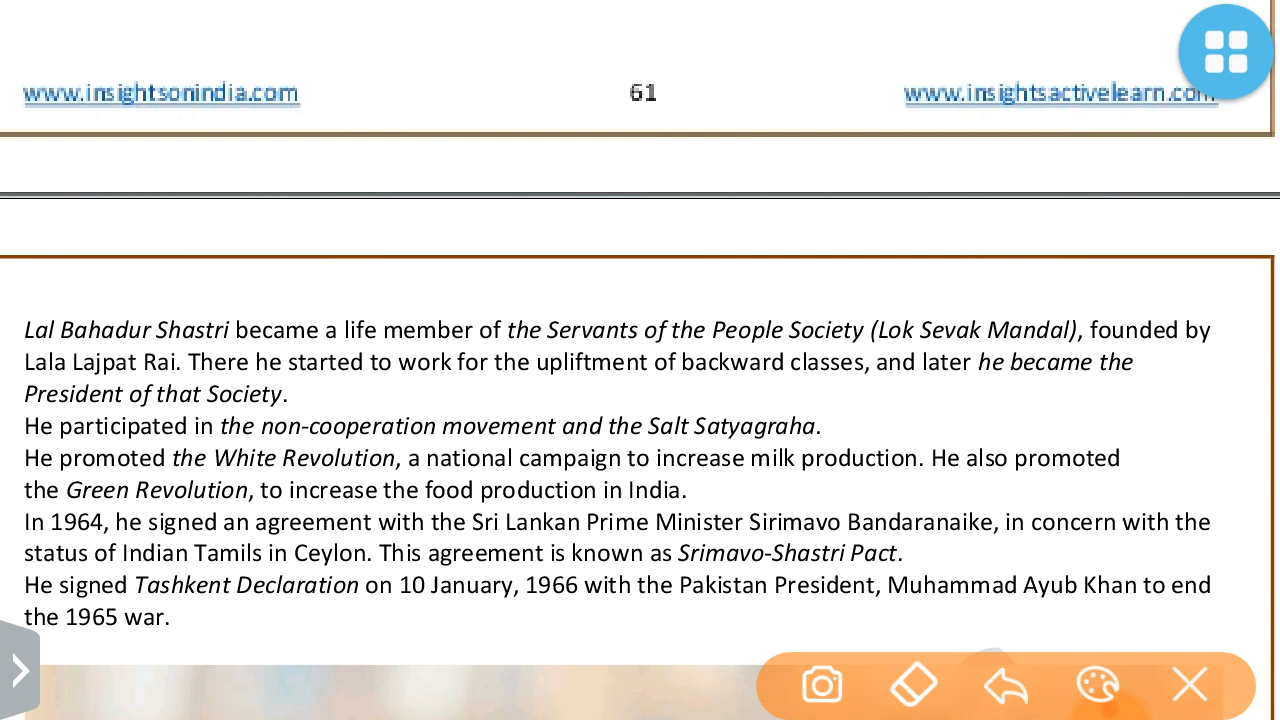 www.insightsonindia.com 61 www.insightsactivelearn.com
Lal Bahadur Shastri became a life member of the Servants of the People Society (Lok Sevak Mandal), founded by
Lala Lajpat Rai. There he started to work for the upliftment of backward classes, and later he became the
President of that Society.
He participated in the non-cooperation movement and the Salt Satyagraha.
He promoted the White Revolution, a national campaign to increase milk production. He also promoted
the Green Revolution, to increase the food production in India.
In 1964, he signed an agreement with the Sri Lankan Prime Minister Sirimavo Bandaranaike, in concern with the
status of Indian Tamils in Ceylon. This agreement is known as Srimavo-Shastri Pact.
He signed Tashkent Declaration on 10 January, 1966 with the Pakistan President, Muhammad Ayub Khan to end
the 1965 war.